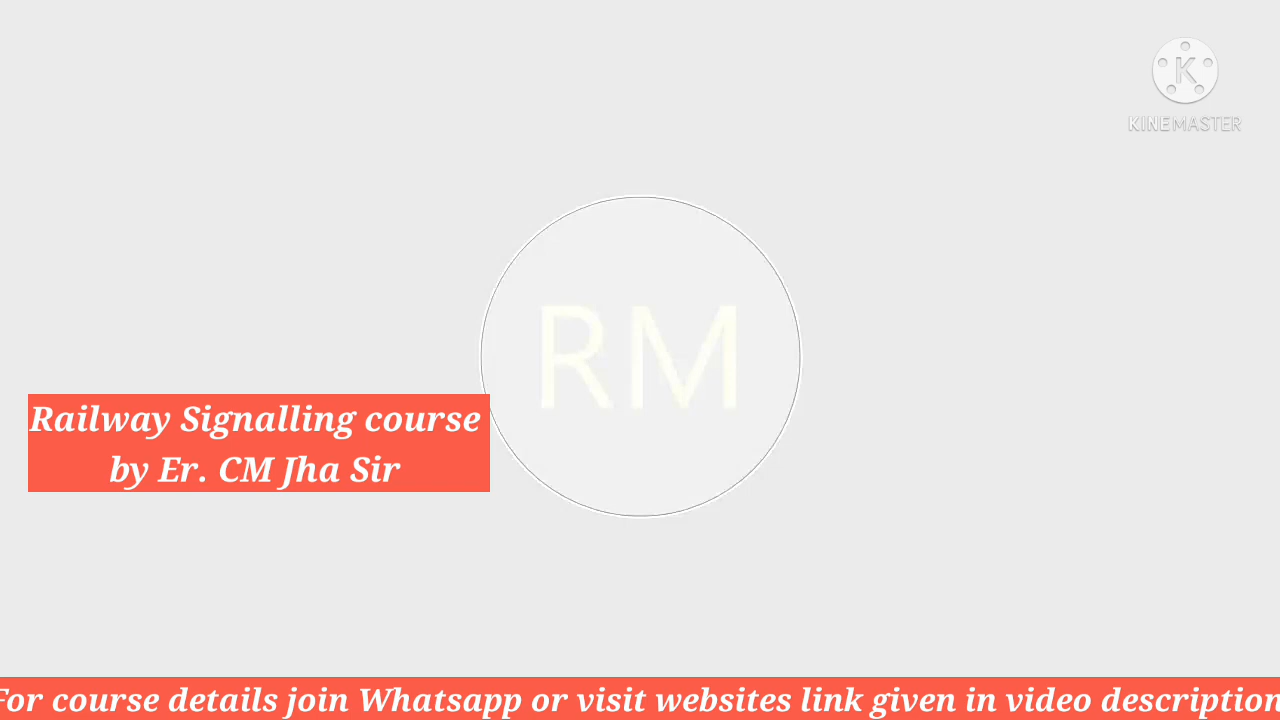 KINEMASTER
RM
Railway Signalling course
by Er. CM Jha Sir
For course details join Whatsapp or visit websites link given in video description